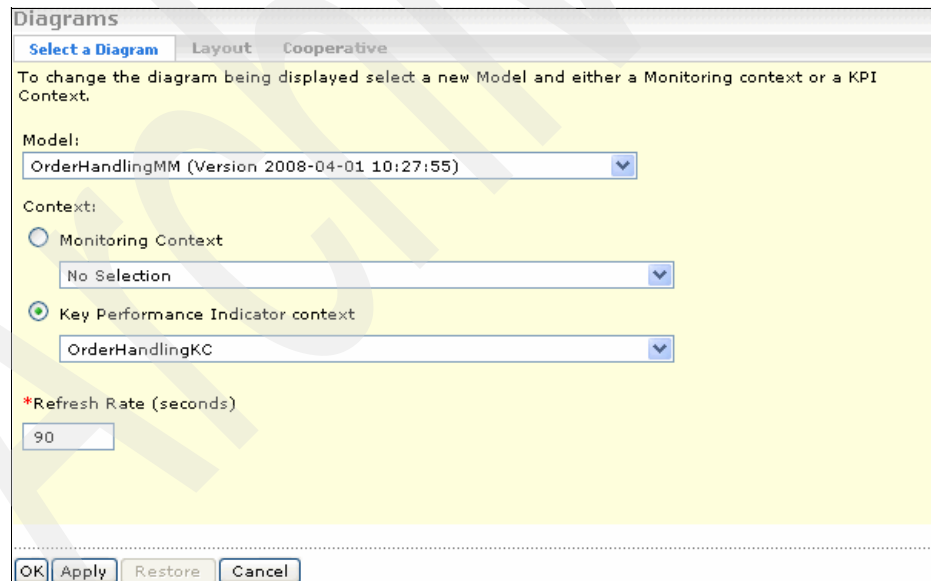 Diagrams
Select a Diagram Layout Cooperative
To change the diagram being displayed select a new Model and either a Monitoring context or a KPI
Context.
Model:
OrderHandlingMM (Version 2008-04-01 10:27:55)
Context:
Monitoring Context
No Selection
Key Performance Indicator context
OrderHandlingKC
*Refresh Rate (seconds)
90
OK Apply Restore Cancel